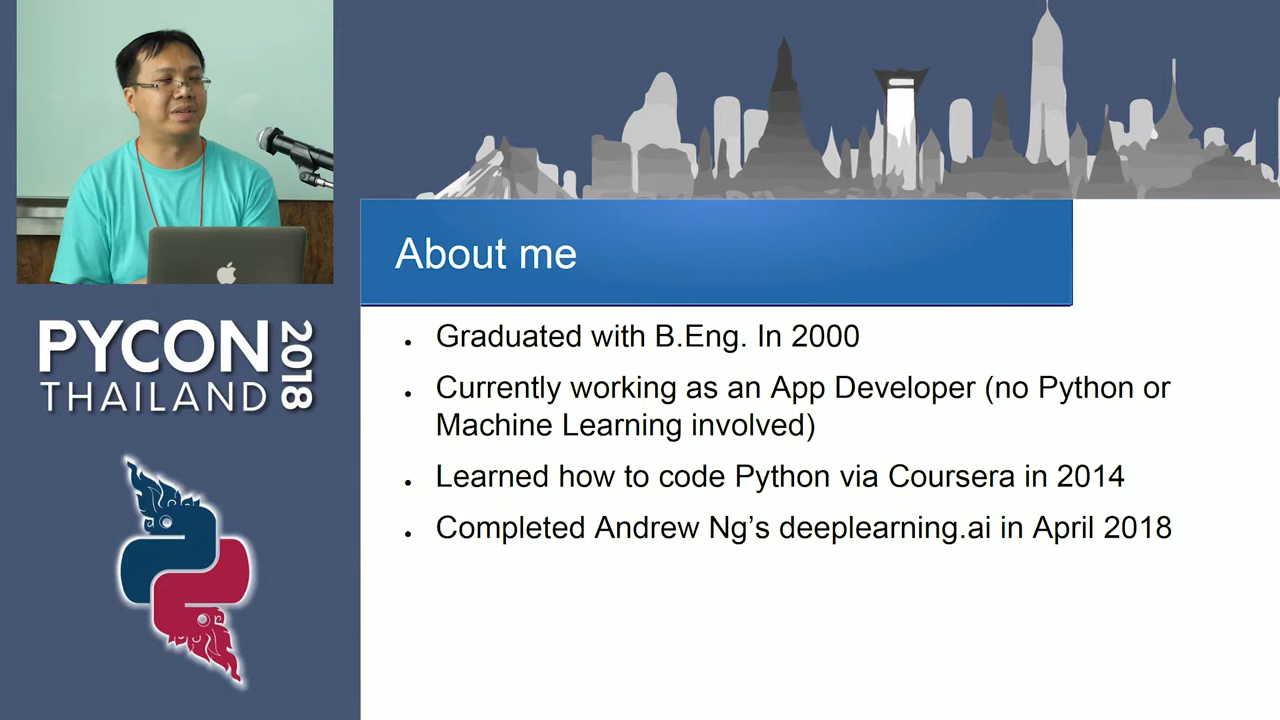 PYCON
THAILAND
2018
About me
Graduated with B.Eng. In 2000
Currently working as an App Developer (no Python or
Machine Learning involved)
Learned how to code Python via Coursera in 2014
Completed Andrew Ng’s deeplearning.ai in April 2018